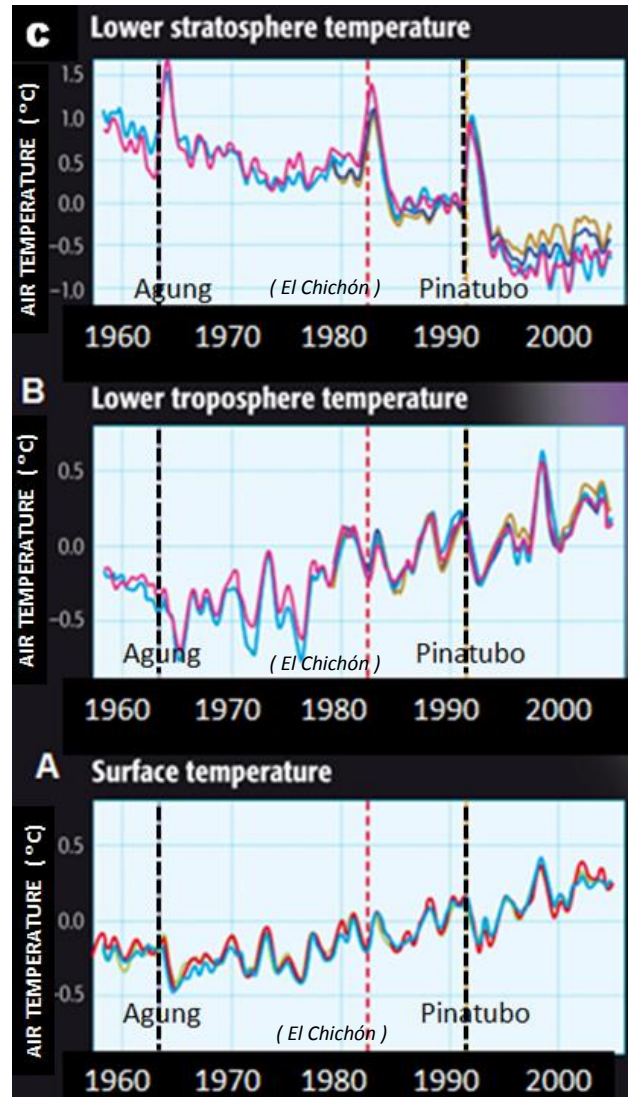 C Lower stratosphere temperature
AIR TEMPERATURE (°C)
1.5
1.0
0.5
0.0
−0.5
−1.0
Agung ( El Chichón ) Pinatubo
1960 1970 1980 1990 2000
B Lower troposphere temperature
AIR TEMPERATURE (°C)
0.5
0.0
−0.5
Agung ( El Chichón ) Pinatubo
1960 1970 1980 1990 2000
A Surface temperature
AIR TEMPERATURE (°C)
0.5
0.0
−0.5
Agung Pinatubo
( El Chichón )
1960 1970 1980 1990 2000